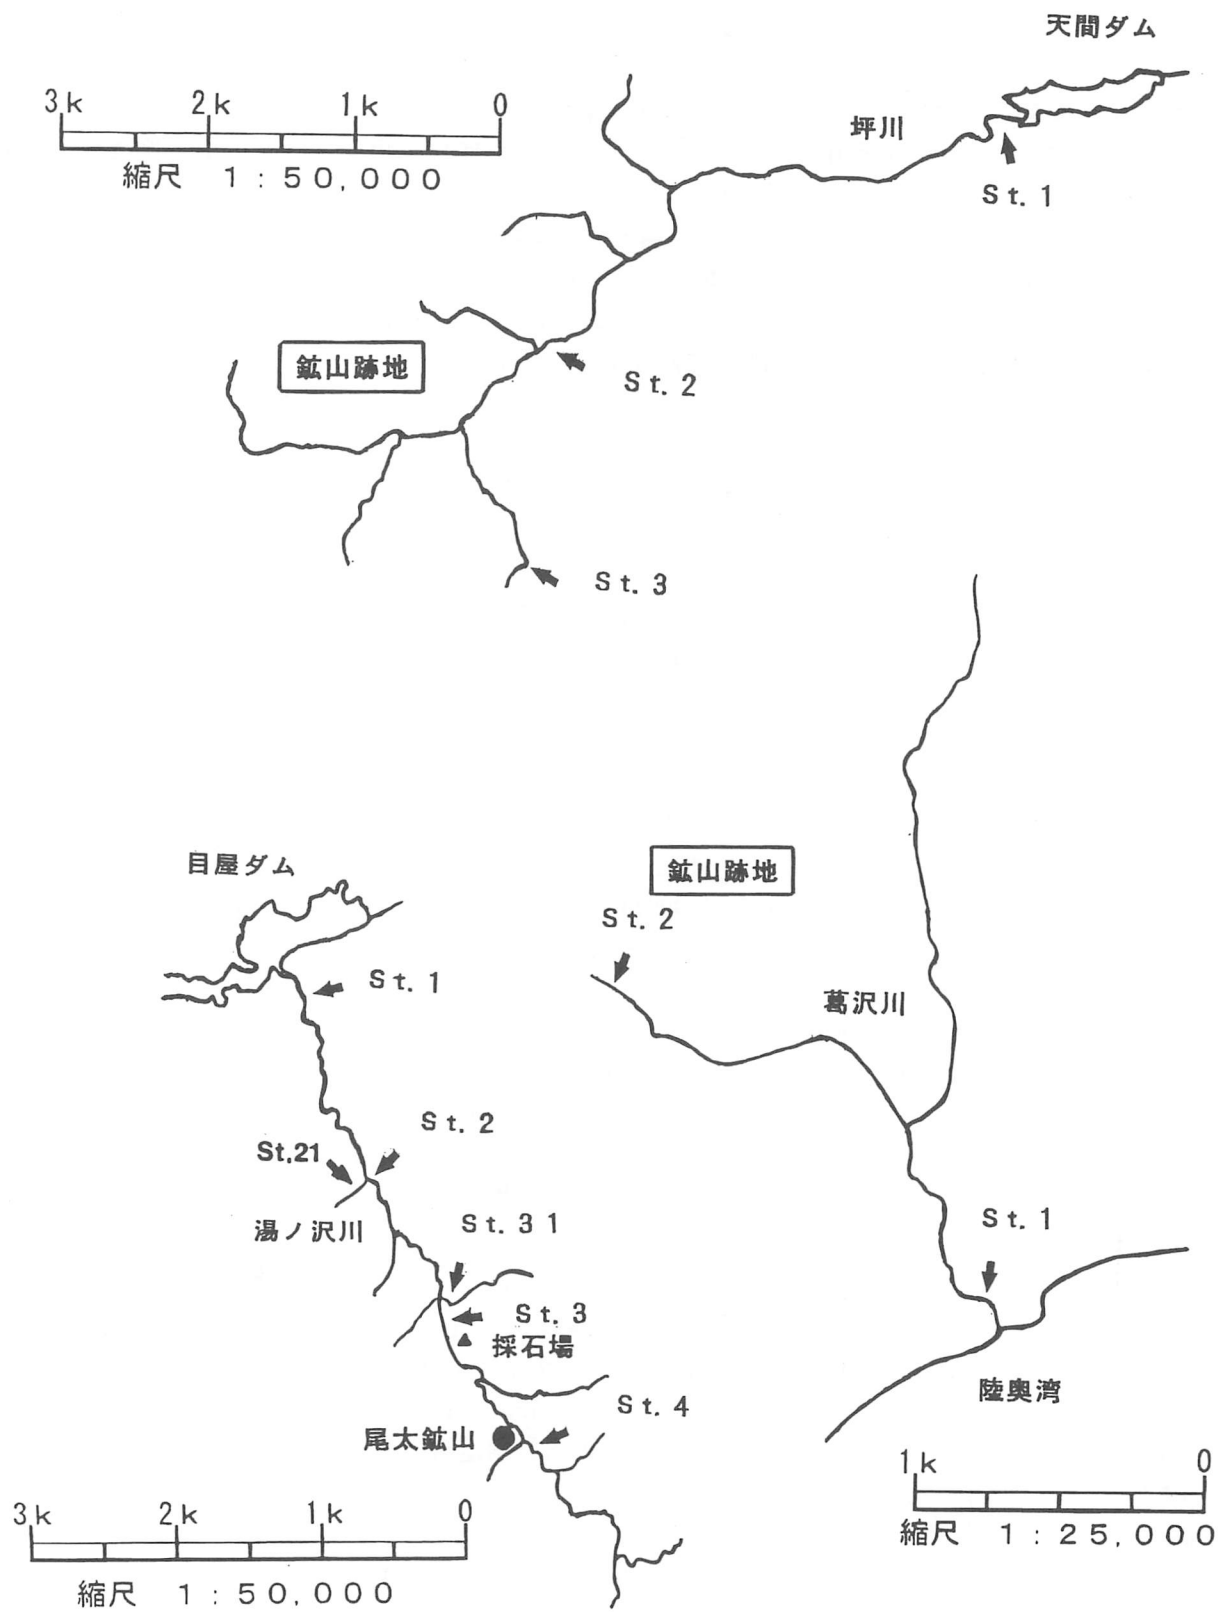 天間ダム
3k 2k 1k 0
縮尺 1:50,000
坪川
St.1
鉱山跡地
St.2
St.3
目屋ダム
St.1
St.2
St.21
湯ノ沢川
St.31
St.3
採石場
St.4
尾太鉱山
3k 2k 1k 0
縮尺 1:50,000
鉱山跡地
St.2
葛沢川
St.1
陸奥湾
1k 0
縮尺 1:25,000